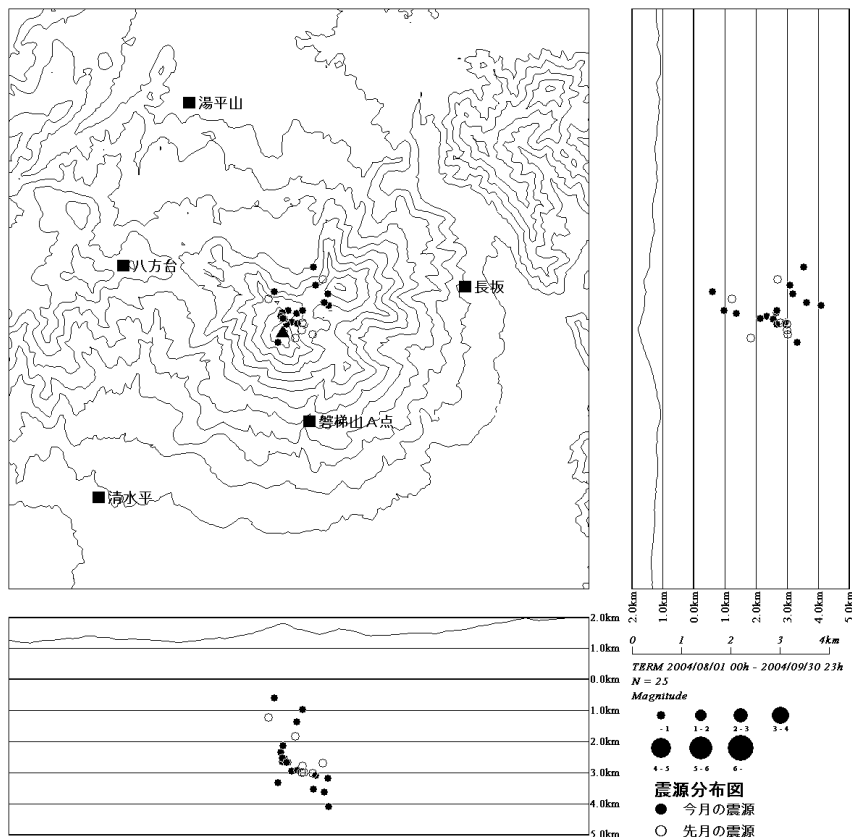 湯平山
八方台
長坂
磐梯山A点
清水平
2.0km
1.0km
0.0km
1.0km
2.0km
3.0km
4.0km
5.0km
2.0km
1.0km
0.0km
1.0km
2.0km
3.0km
4.0km
5.0km
0 1 2 3 4km
TERM 2004/08/01 00h - 2004/09/30 23h
N = 25
Magnitude
- 1 1 - 2 2 - 3 3 - 4
4 - 5 5 - 6 6 -
震源分布図
今月の震源
先月の震源